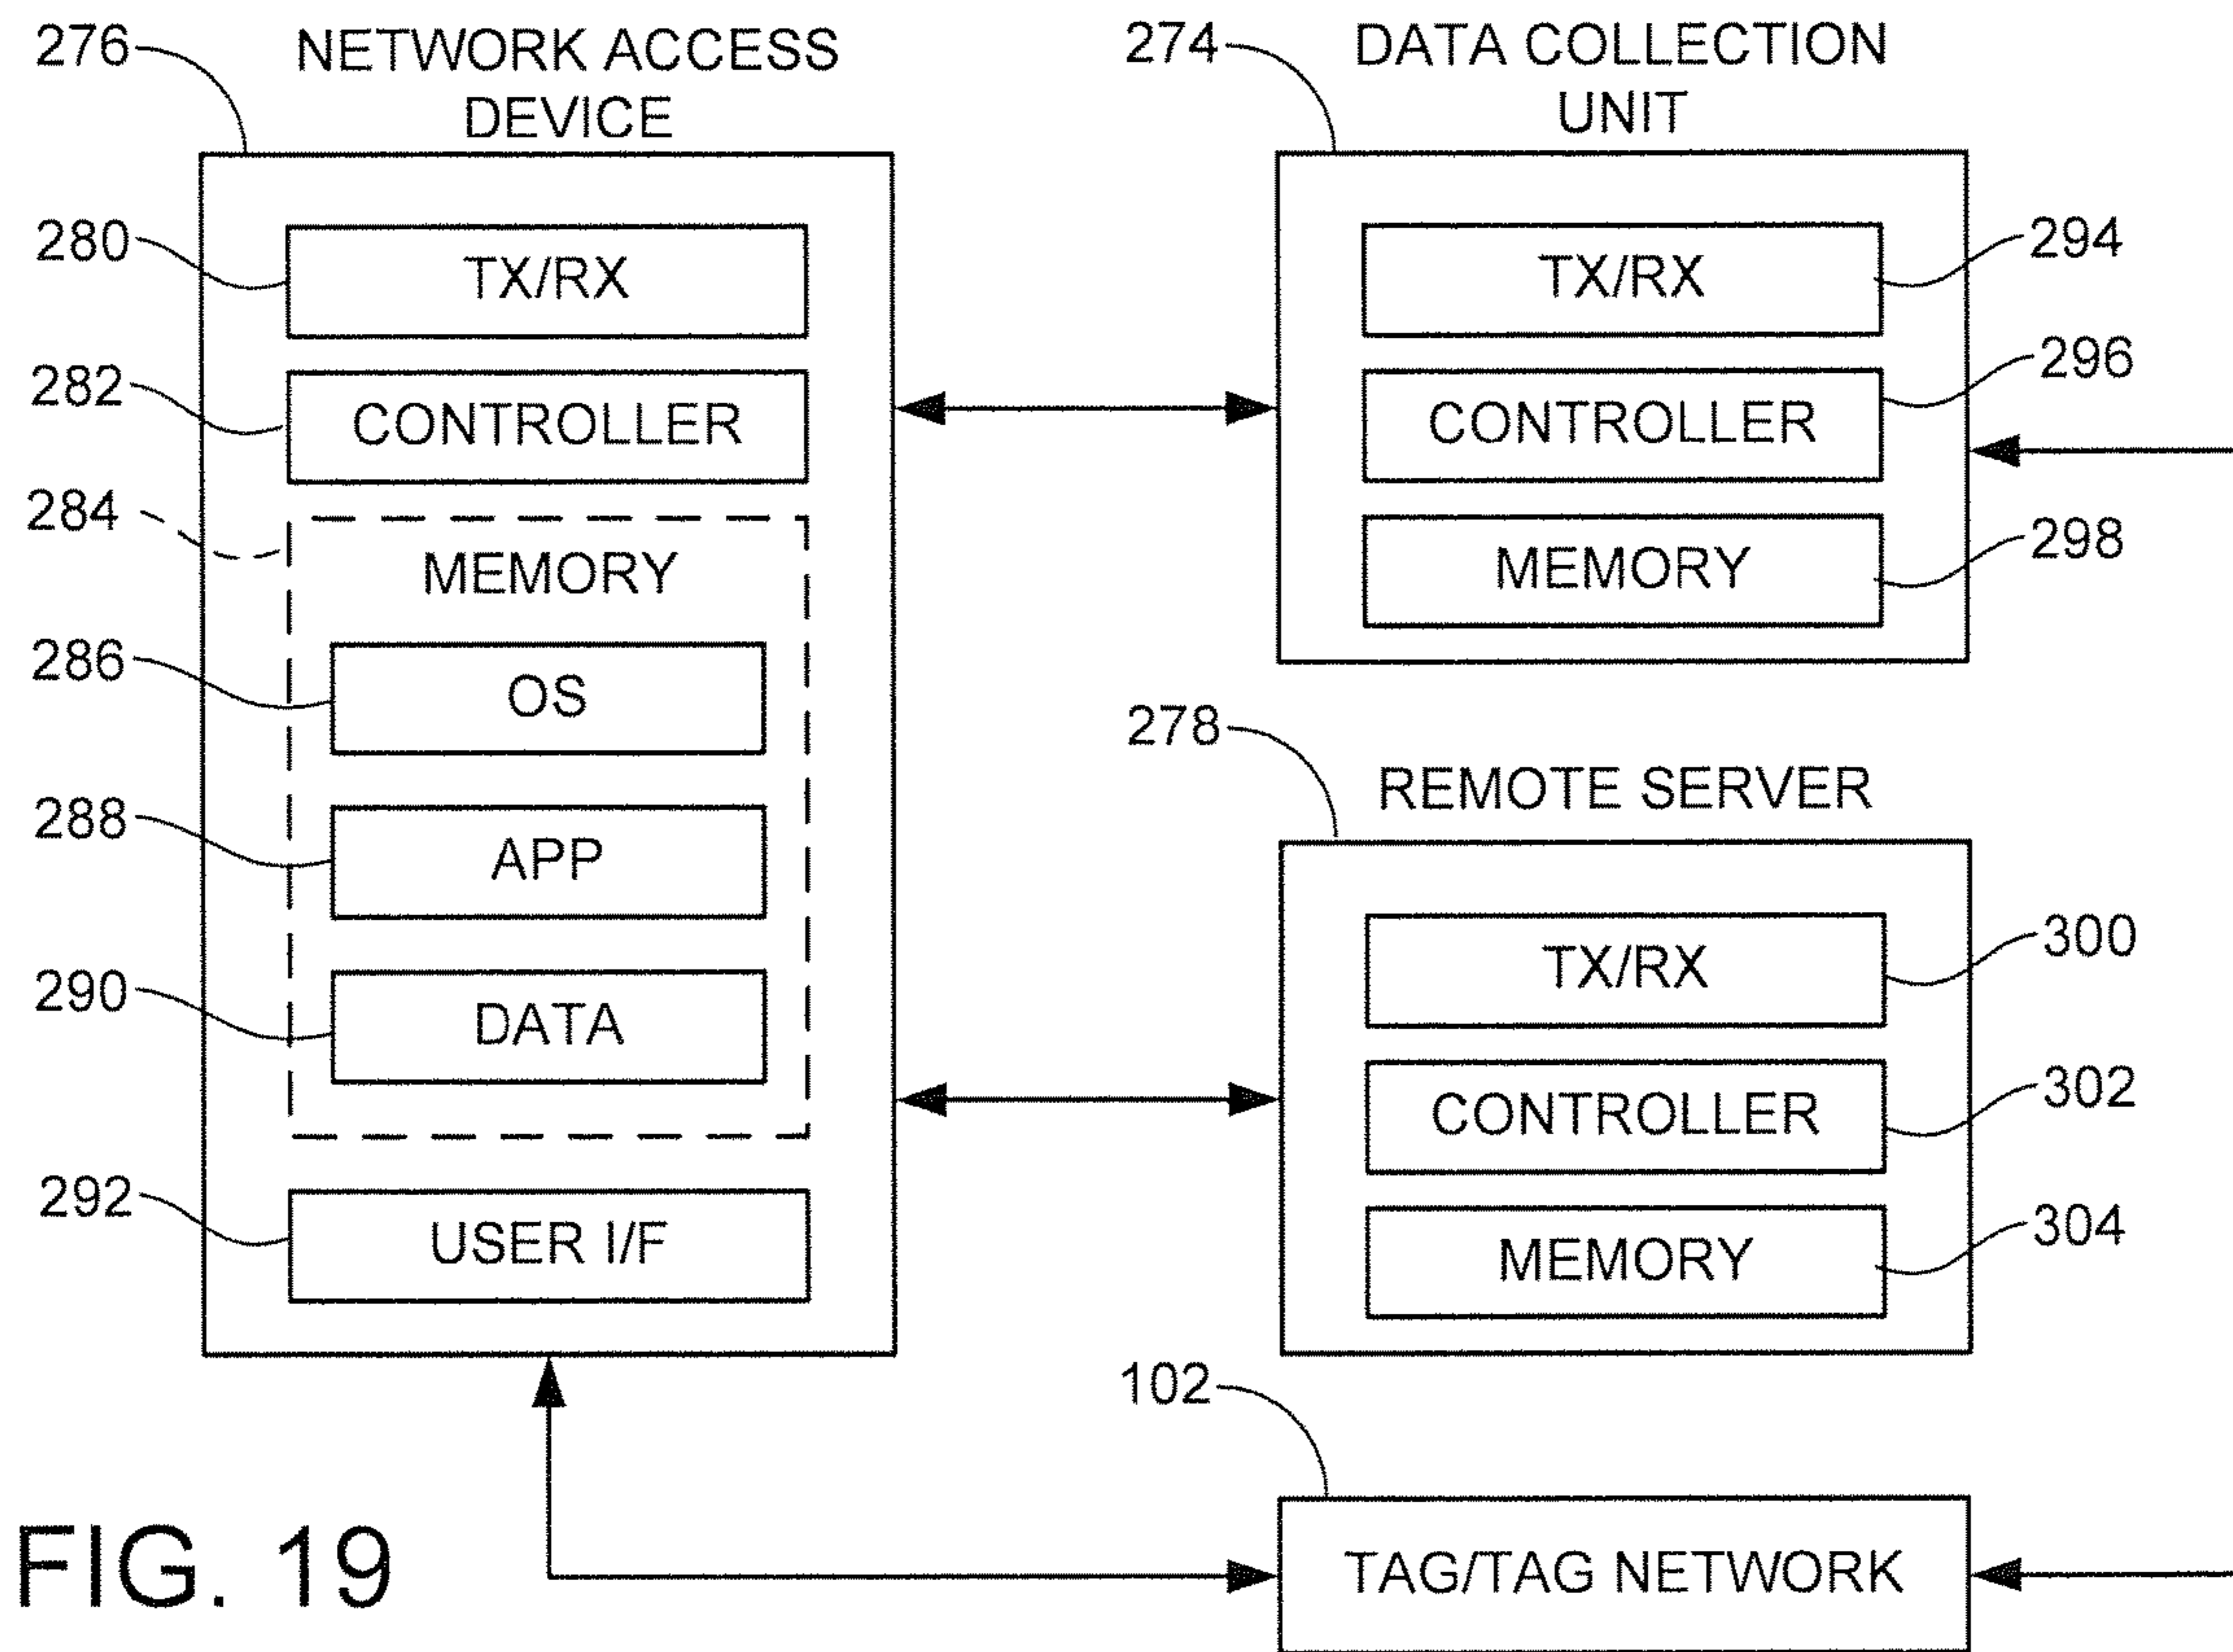 276
NETWORK ACCESS
DEVICE
280
TX/RX
282
CONTROLLER
284
MEMORY
286
OS
288
APP
290
DATA
292
USER I/F
274
DATA COLLECTION
UNIT
TX/RX
294
CONTROLLER
296
MEMORY
298
278
REMOTE SERVER
TX/RX
300
CONTROLLER
302
MEMORY
304
102
TAG/TAG NETWORK
FIG. 19